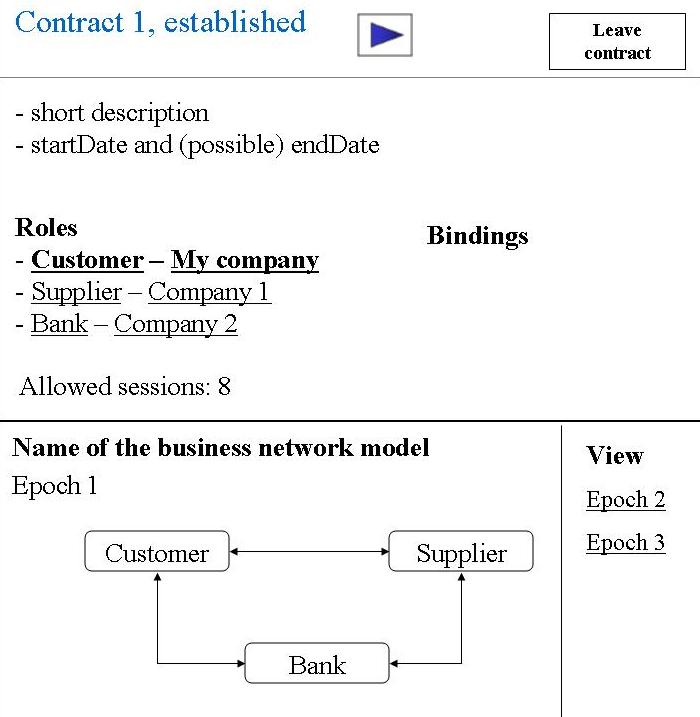 Contract 1, established
Leave
contract
- short description
- startDate and (possible) endDate
Roles
- Customer – My company
- Supplier – Company 1
- Bank – Company 2
Bindings
Allowed sessions: 8
Name of the business network model
Epoch 1
Customer
Supplier
Bank
View
Epoch 2
Epoch 3